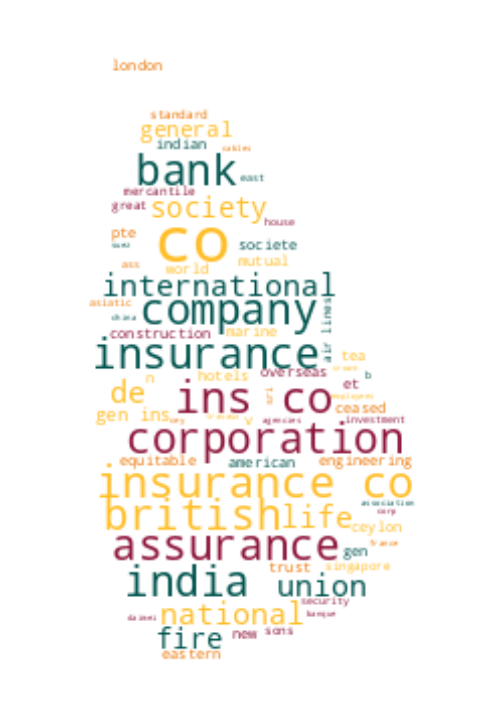 london
standard
general
indian
cables
bank
east
mercantile
great society
house
pte
co
societe
suez
ass
mutual
world
international
asiatic
company
china
air lines
construction
marine
insurance
tea
overseas
b
hotels
n
et
de
ins co
ceased
gen ins
v
agencies
investment
corporation
equitable
american
engineering
insurance co
association
corp
british
life
ceylon
assurance
france
gen
trust
singapore
india
union
security
national
banque
daimei
fire
new
sons
eastern